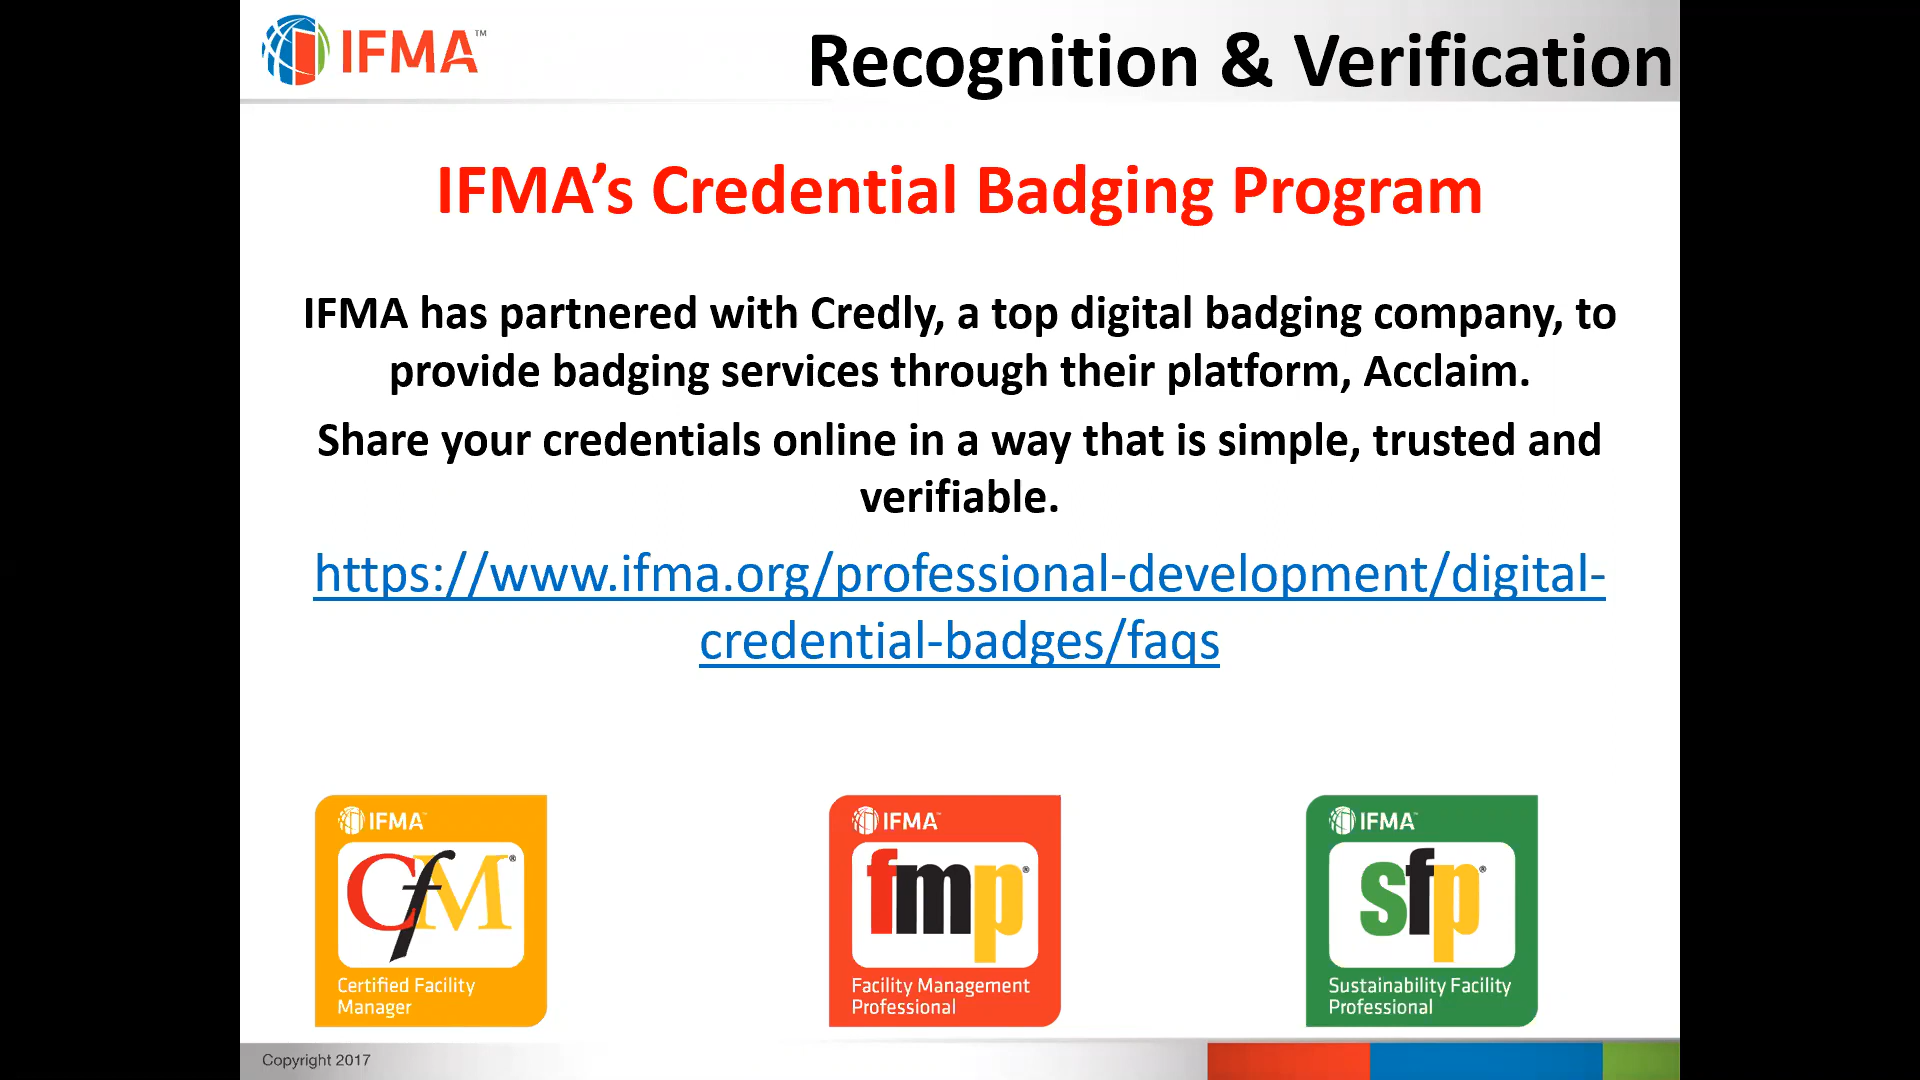 IFMA™
Recognition & Verification
IFMA’s Credential Badging Program
IFMA has partnered with Credly, a top digital badging company, to
provide badging services through their platform, Acclaim.
Share your credentials online in a way that is simple, trusted and
verifiable.
https://www.ifma.org/professional-development/digital-
credential-badges/faqs
IFMA™
CfM®
Certified Facility
Manager
IFMA™
fmp®
Facility Management
Professional
IFMA™
sfp®
Sustainability Facility
Professional
Copyright 2017